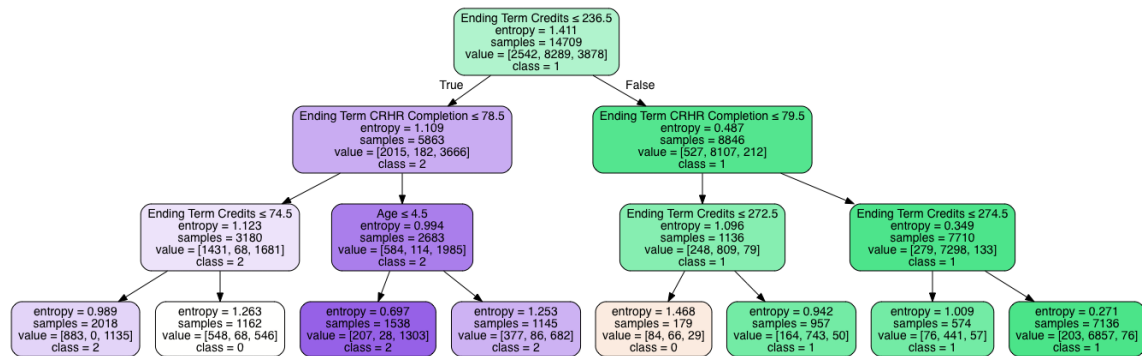 Ending Term Credits ≤ 236.5
entropy = 1.411
samples = 14709
value = [2542, 8289, 3878]
class = 1
True
False
Ending Term CRHR Completion ≤ 78.5
entropy = 1.109
samples = 5863
value = [2015, 182, 3666]
class = 2
Ending Term CRHR Completion ≤ 79.5
entropy = 0.487
samples = 8846
value = [527, 8107, 212]
class = 1
Ending Term Credits ≤ 74.5
entropy = 1.123
samples = 3180
value = [1431, 68, 1681]
class = 2
Age ≤ 4.5
entropy = 0.994
samples = 2683
value = [584, 114, 1985]
class = 2
Ending Term Credits ≤ 272.5
entropy = 1.096
samples = 1136
value = [248, 809, 79]
class = 1
Ending Term Credits ≤ 274.5
entropy = 0.349
samples = 7710
value = [279, 7298, 133]
class = 1
entropy = 0.989
samples = 2018
value = [883, 0, 1135]
class = 2
entropy = 1.263
samples = 1162
value = [548, 68, 546]
class = 0
entropy = 0.697
samples = 1538
value = [207, 28, 1303]
class = 2
entropy = 1.253
samples = 1145
value = [377, 86, 682]
class = 2
entropy = 1.468
samples = 179
value = [84, 66, 29]
class = 0
entropy = 0.942
samples = 957
value = [164, 743, 50]
class = 1
entropy = 1.009
samples = 574
value = [76, 441, 57]
class = 1
entropy = 0.271
samples = 7136
value = [203, 6857, 76]
class = 1